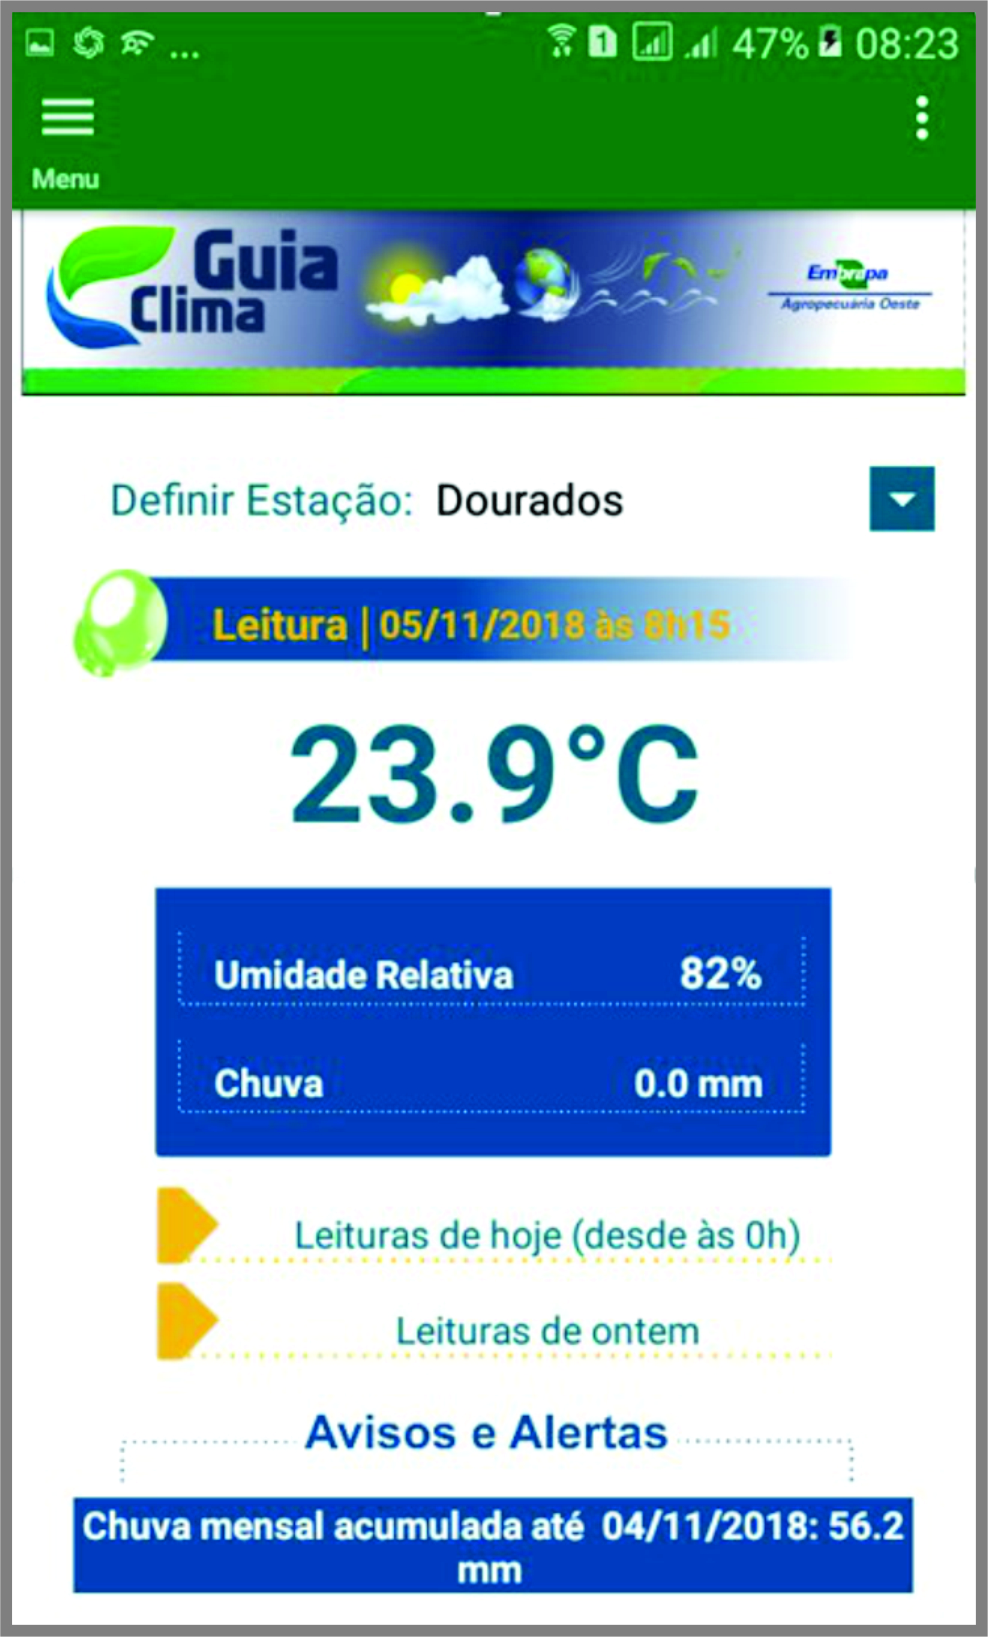 ... 1 47% 08:23
Menu
Guia
Clima
Embrapa
Agropecuária Oeste
Definir Estação: Dourados
Leitura | 05/11/2018 às 8h15
23.9°C
Umidade Relativa 82%
Chuva 0.0 mm
Leituras de hoje (desde às 0h)
Leituras de ontem
Avisos e Alertas
Chuva mensal acumulada até 04/11/2018: 56.2
mm